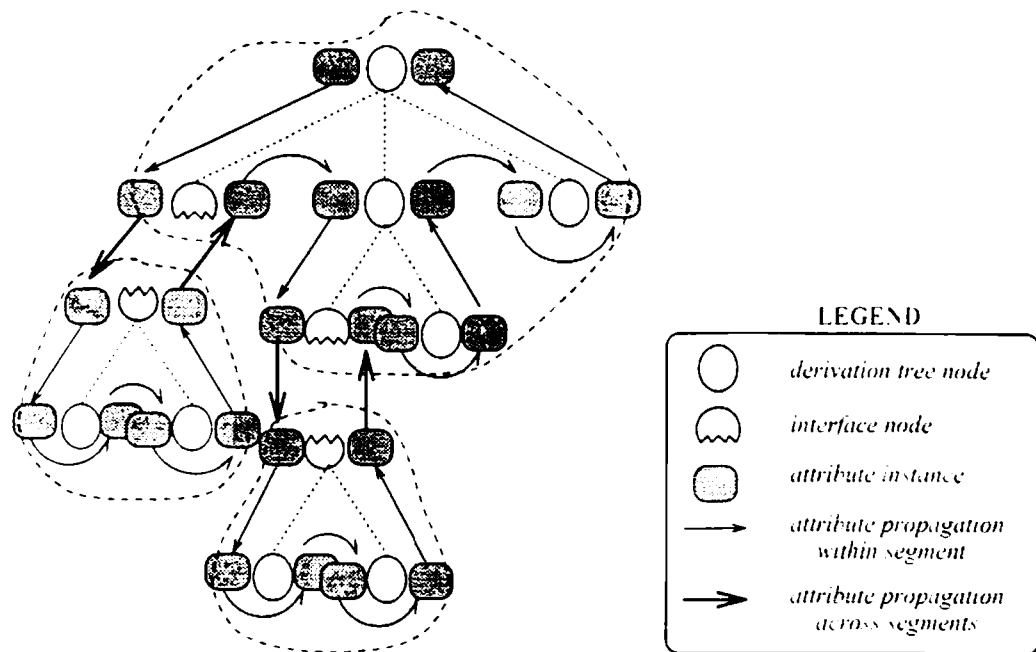 LEGEND
derivation tree node
interface node
attribute instance
attribute propagation
within segment
attribute propagation
across segments